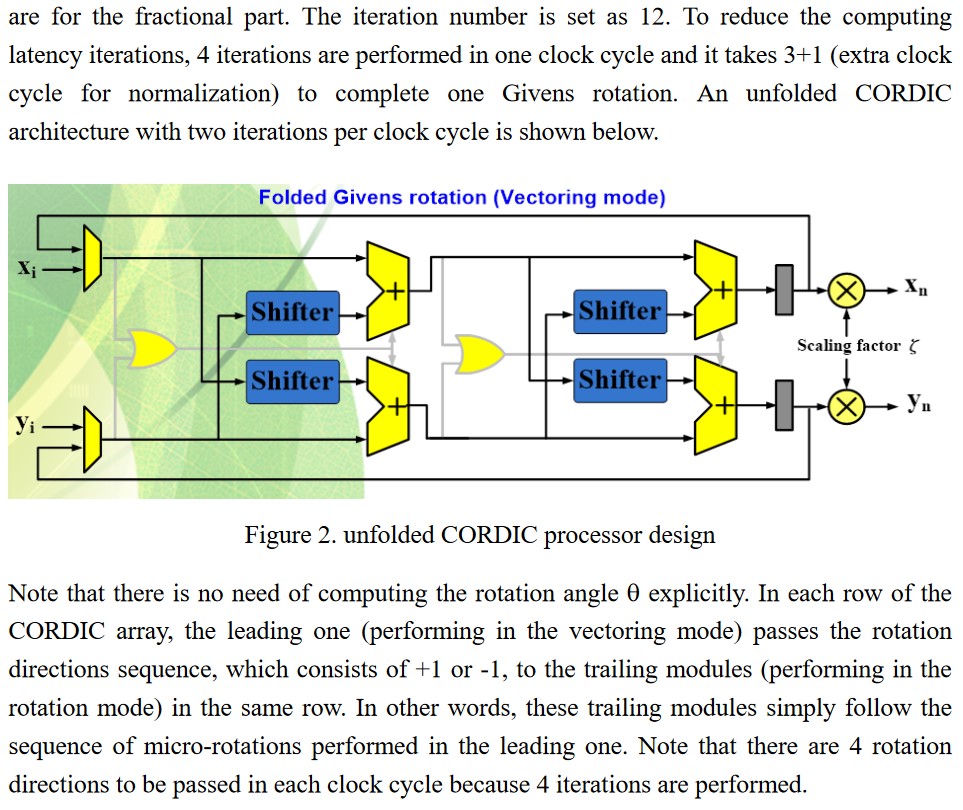 are for the fractional part. The iteration number is set as 12. To reduce the computing
latency iterations, 4 iterations are performed in one clock cycle and it takes 3+1 (extra clock
cycle for normalization) to complete one Givens rotation. An unfolded CORDIC
architecture with two iterations per clock cycle is shown below.
Folded Givens rotation (Vectoring mode)
xi
Shifter
Shifter
yi
+
+
Shifter
Shifter
+
+
×
×
xn
Scaling factor ζ
yn
Figure 2. unfolded CORDIC processor design
Note that there is no need of computing the rotation angle θ explicitly. In each row of the
CORDIC array, the leading one (performing in the vectoring mode) passes the rotation
directions sequence, which consists of +1 or -1, to the trailing modules (performing in the
rotation mode) in the same row. In other words, these trailing modules simply follow the
sequence of micro-rotations performed in the leading one. Note that there are 4 rotation
directions to be passed in each clock cycle because 4 iterations are performed.